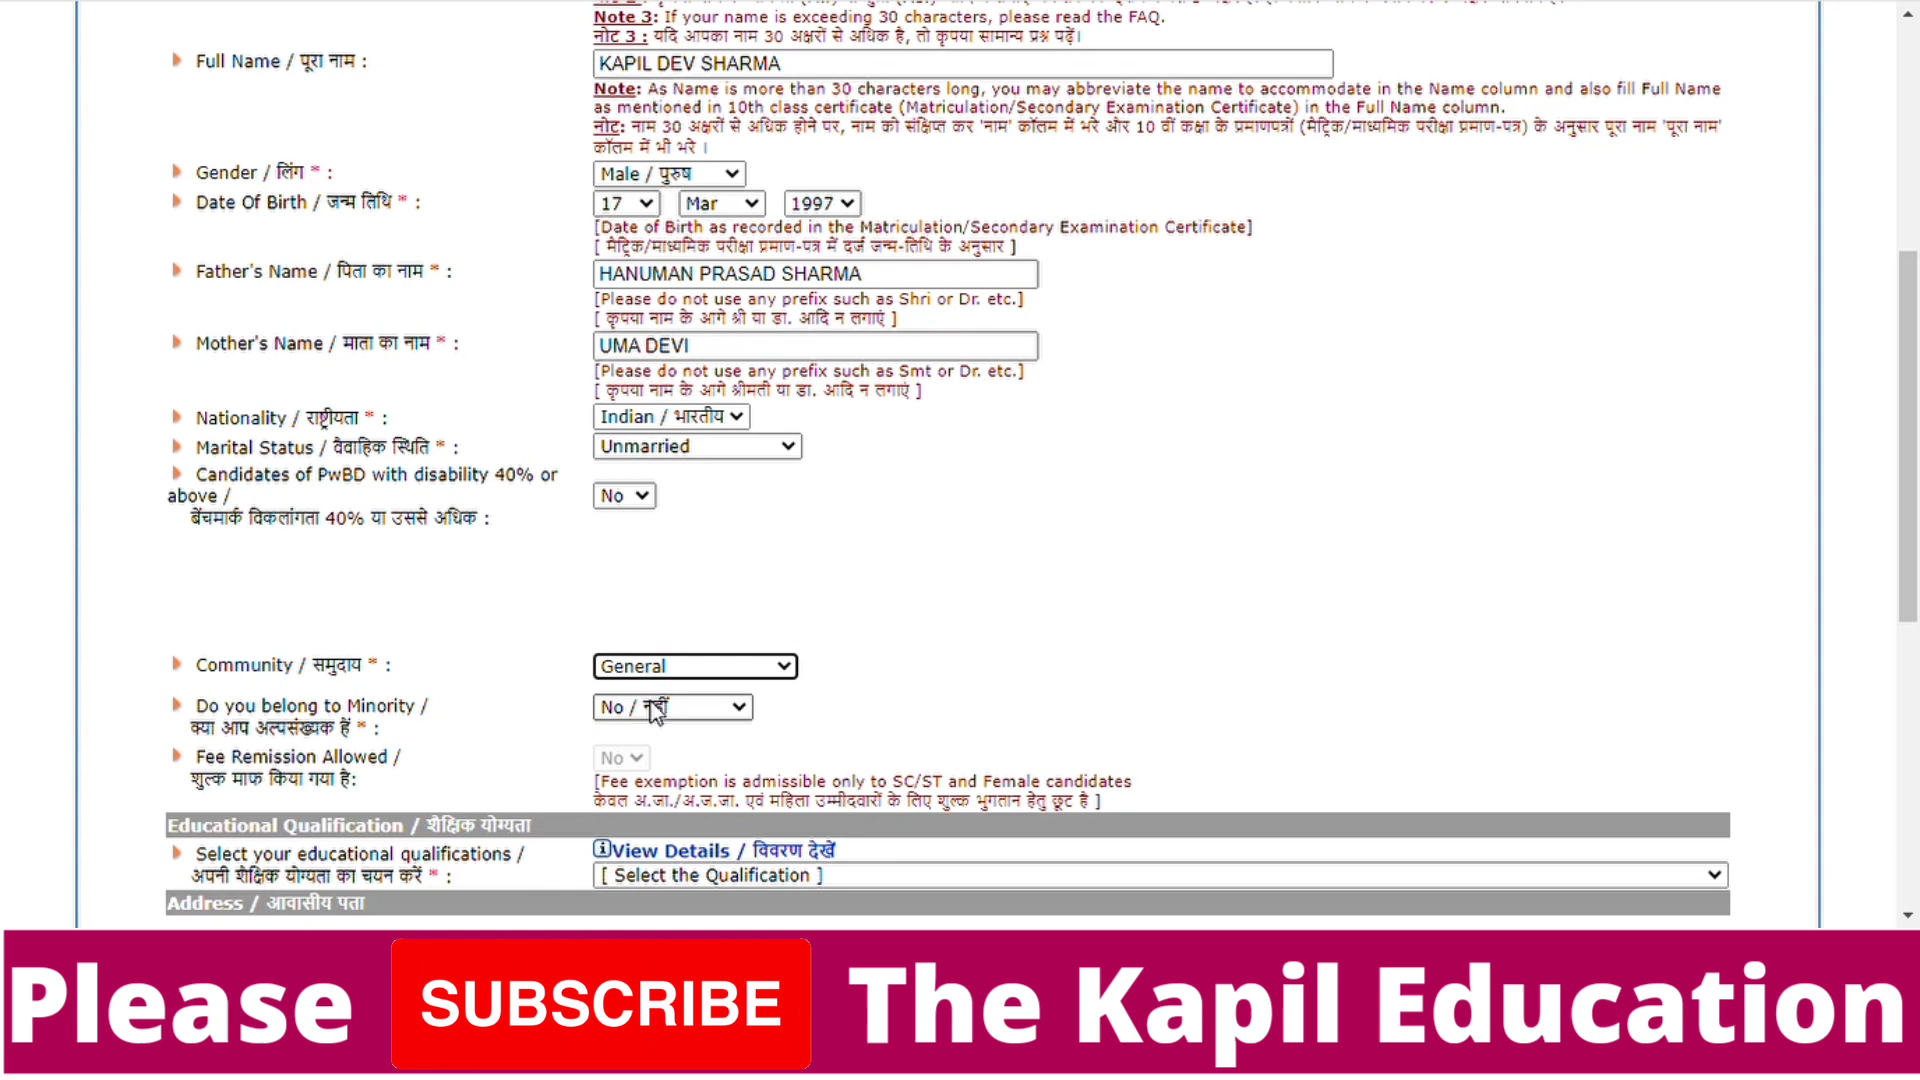 Note 3: If your name is exceeding 30 characters, please read the FAQ.
नोट 3 : यदि आपका नाम 30 अक्षरों से अधिक है, तो कृपया सामान्य प्रश्न पढ़ें।
Full Name / पूरा नाम :
KAPIL DEV SHARMA
Note: As Name is more than 30 characters long, you may abbreviate the name to accommodate in the Name column and also fill Full Name
as mentioned in 10th class certificate (Matriculation/Secondary Examination Certificate) in the Full Name column.
नोट: नाम 30 अक्षरों से अधिक होने पर, नाम को संक्षिप्त कर 'नाम' कॉलम में भरे और 10 वीं कक्षा के प्रमाणपत्रों (मैट्रिक/माध्यमिक परीक्षा प्रमाण-पत्र) के अनुसार पूरा नाम 'पूरा नाम'
कॉलम में भी भरे ।
Gender / लिंग * :
Male / पुरुष
Date Of Birth / जन्म तिथि * :
17 Mar 1997
[Date of Birth as recorded in the Matriculation/Secondary Examination Certificate]
[ मैट्रिक/माध्यमिक परीक्षा प्रमाण-पत्र में दर्ज जन्म-तिथि के अनुसार ]
Father's Name / पिता का नाम * :
HANUMAN PRASAD SHARMA
[Please do not use any prefix such as Shri or Dr. etc.]
[ कृपया नाम के आगे श्री या डा. आदि न लगाएं ]
Mother's Name / माता का नाम * :
UMA DEVI
[Please do not use any prefix such as Smt or Dr. etc.]
[ कृपया नाम के आगे श्रीमती या डा. आदि न लगाएं ]
Nationality / राष्ट्रीयता * :
Indian / भारतीय
Marital Status / वैवाहिक स्थिति * :
Unmarried
Candidates of PwBD with disability 40% or
above /
बेंचमार्क विकलांगता 40% या उससे अधिक :
No
Community / समुदाय * :
General
Do you belong to Minority /
क्या आप अल्पसंख्यक हैं * :
No /
Fee Remission Allowed /
शुल्क माफ किया गया है:
No
[Fee exemption is admissible only to SC/ST and Female candidates
केवल अ.जा./अ.ज.जा. एवं महिला उम्मीदवारों के लिए शुल्क भुगतान हेतु छूट है ]
Educational Qualification / शैक्षिक योग्यता
Select your educational qualifications /
अपनी शैक्षिक योग्यता का चयन करें * :
View Details / विवरण देखें
[ Select the Qualification ]
Address / आवासीय पता
Please SUBSCRIBE The Kapil Education